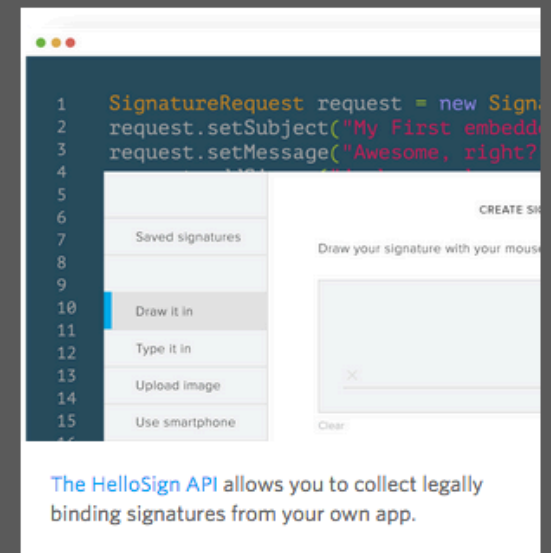 1 SignatureRequest request = new Sign
2 request.setSubject("My First embedd
3 request.setMessage("Awesome, right?
4
5
6
7
8
9
10
11
12
13
14
15
CREATE
Saved signatures
Draw your signature with your mouse
Draw it in
Type it in
Upload image
Use smartphone
Clear
The HelloSign API allows you to collect legally
binding signatures from your own app.